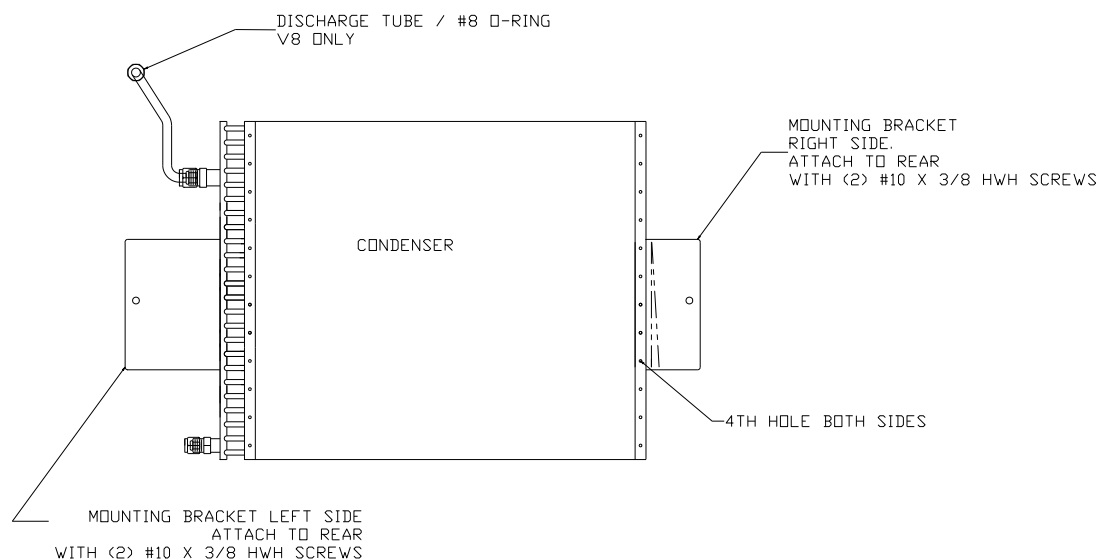 DISCHARGE TUBE / #8 O-RING
V8 ONLY
MOUNTING BRACKET
RIGHT SIDE.
ATTACH TO REAR
WITH (2) #10 X 3/8 HWH SCREWS
CONDENSER
4TH HOLE BOTH SIDES
MOUNTING BRACKET LEFT SIDE
ATTACH TO REAR
WITH (2) #10 X 3/8 HWH SCREWS